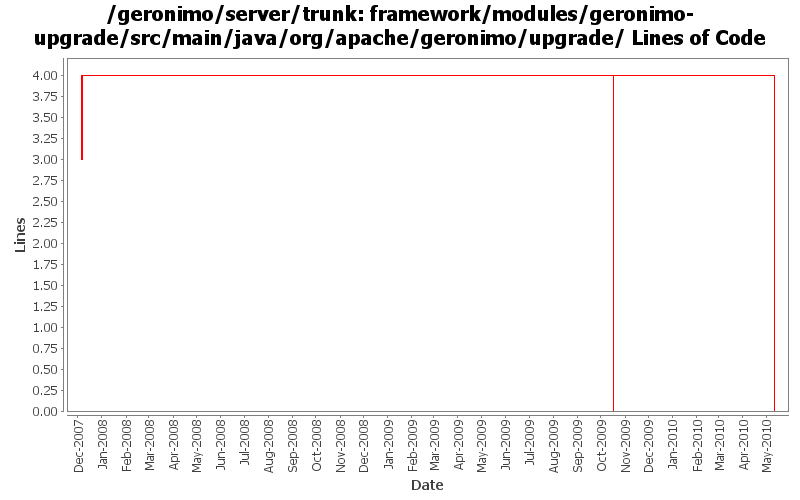 /geronimo/server/trunk: framework/modules/geronimo-
upgrade/src/main/java/org/apache/geronimo/upgrade/ Lines of Code
4.00
3.75
3.50
3.25
3.00
2.75
2.50
2.25
2.00
1.75
1.50
1.25
1.00
0.75
0.50
0.25
0.00
Lines
Dec-2007
Jan-2008
Feb-2008
Mar-2008
Apr-2008
May-2008
Jun-2008
Jul-2008
Aug-2008
Sep-2008
Oct-2008
Nov-2008
Dec-2008
Jan-2009
Feb-2009
Mar-2009
Apr-2009
May-2009
Jun-2009
Jul-2009
Aug-2009
Sep-2009
Oct-2009
Nov-2009
Dec-2009
Jan-2010
Feb-2010
Mar-2010
Apr-2010
May-2010
Date